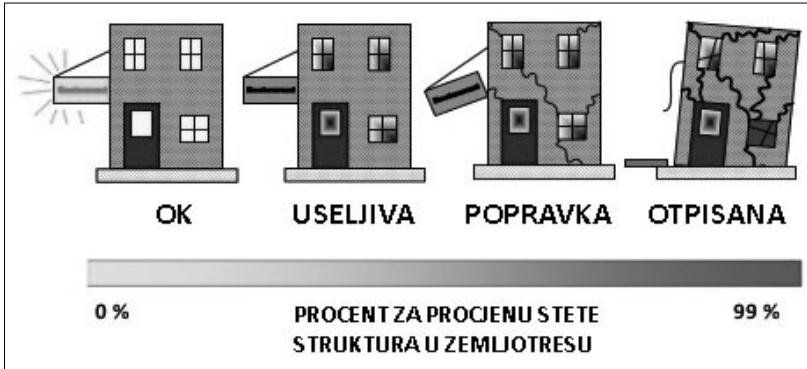 OK
USELJIVA
POPRAVKA
OTPISANA
0 %
PROCENT ZA PROCJENU STETE
99 %
STRUKTURA U ZEMLJOTRESU